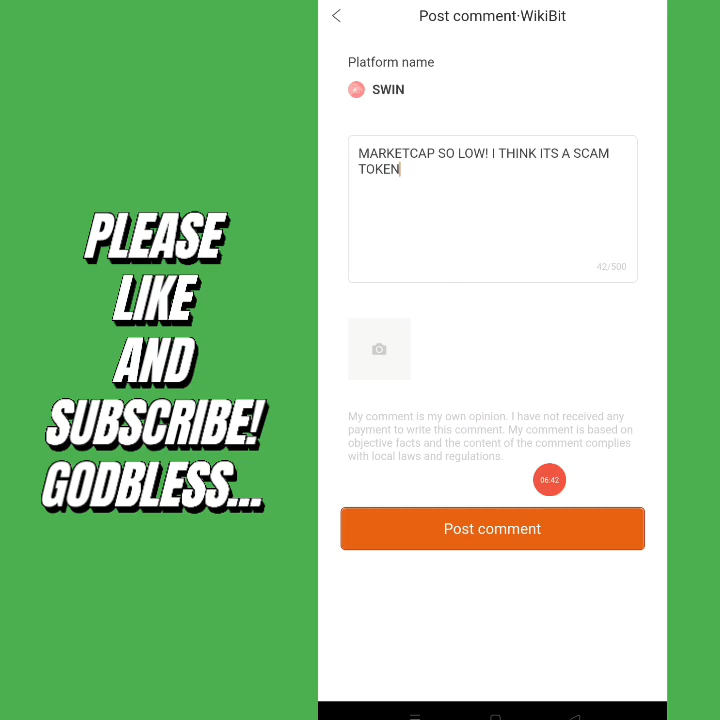 PLEASE
LIKE
AND
SUBSCRIBE!
GODBLESS...
Post comment·WikiBit
Platform name
SWIN
MARKETCAP SO LOW! I THINK ITS A SCAM
TOKEN
42/500
My comment is my own opinion. I have not received any
payment to write this comment. My comment is based on
objective facts and the content of the comment complies
with local laws and regulations.
06:42
Post comment